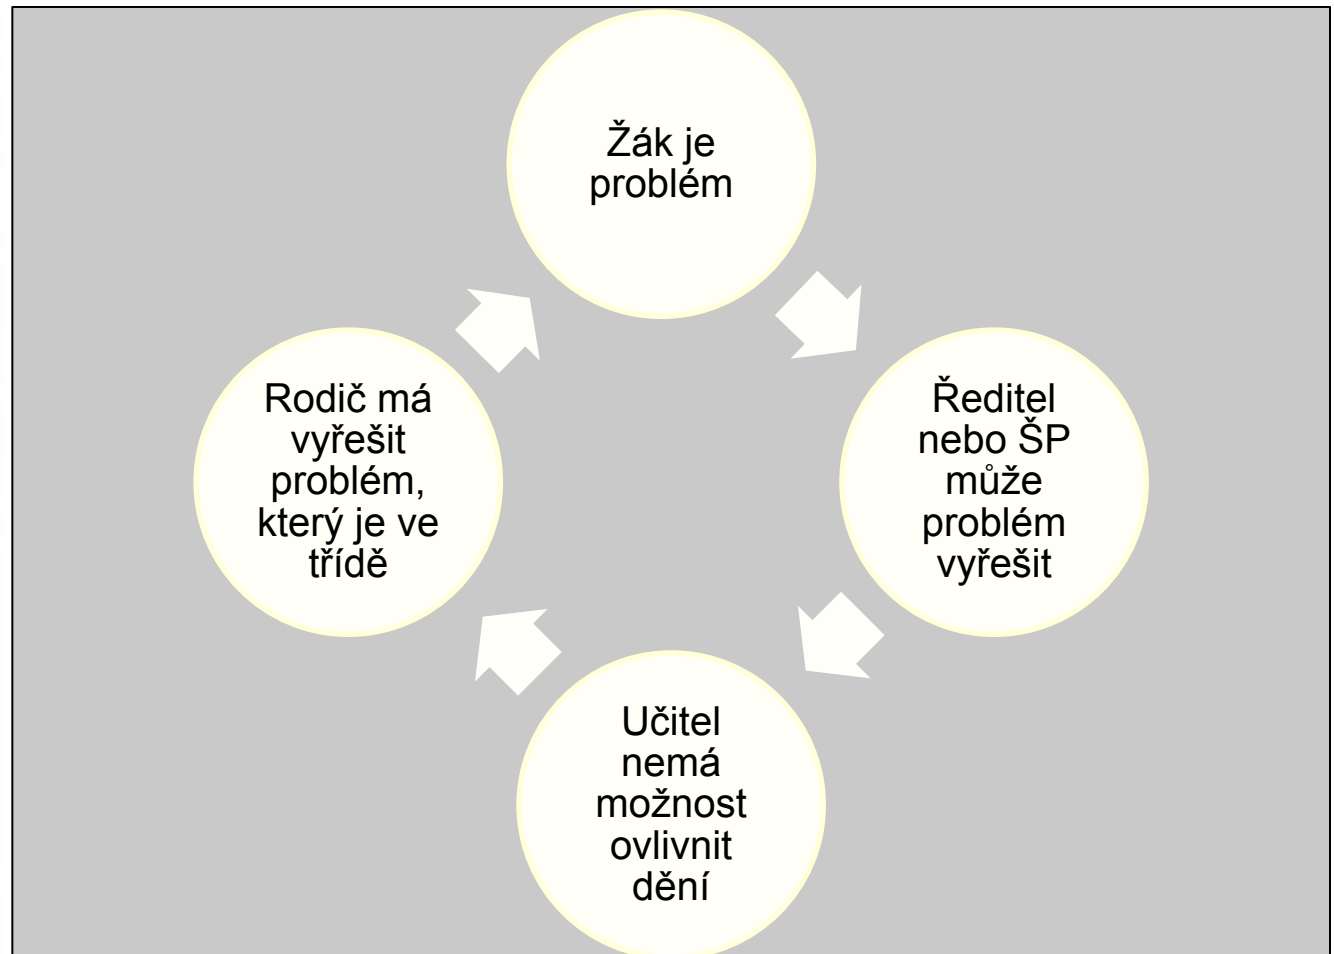 Žák je
problém
Ředitel
nebo ŠP
může
problém
vyřešit
Učitel
nemá
možnost
ovlivnit
dění
Rodič má
vyřešit
problém,
který je ve
třídě